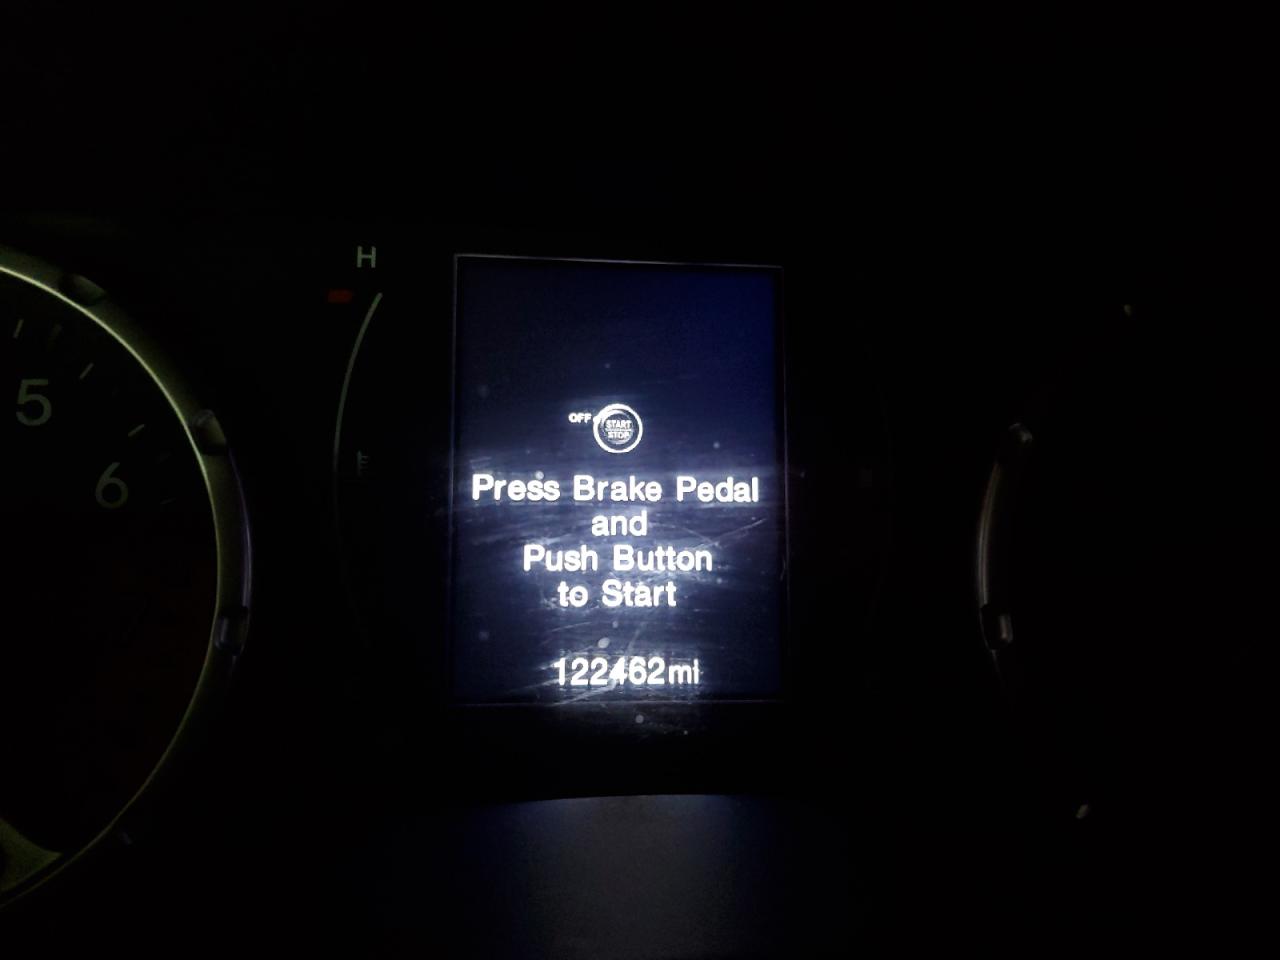 H
5
6
OFF
START
STOP
Press Brake Pedal
and
Push Button
to Start
122462mi